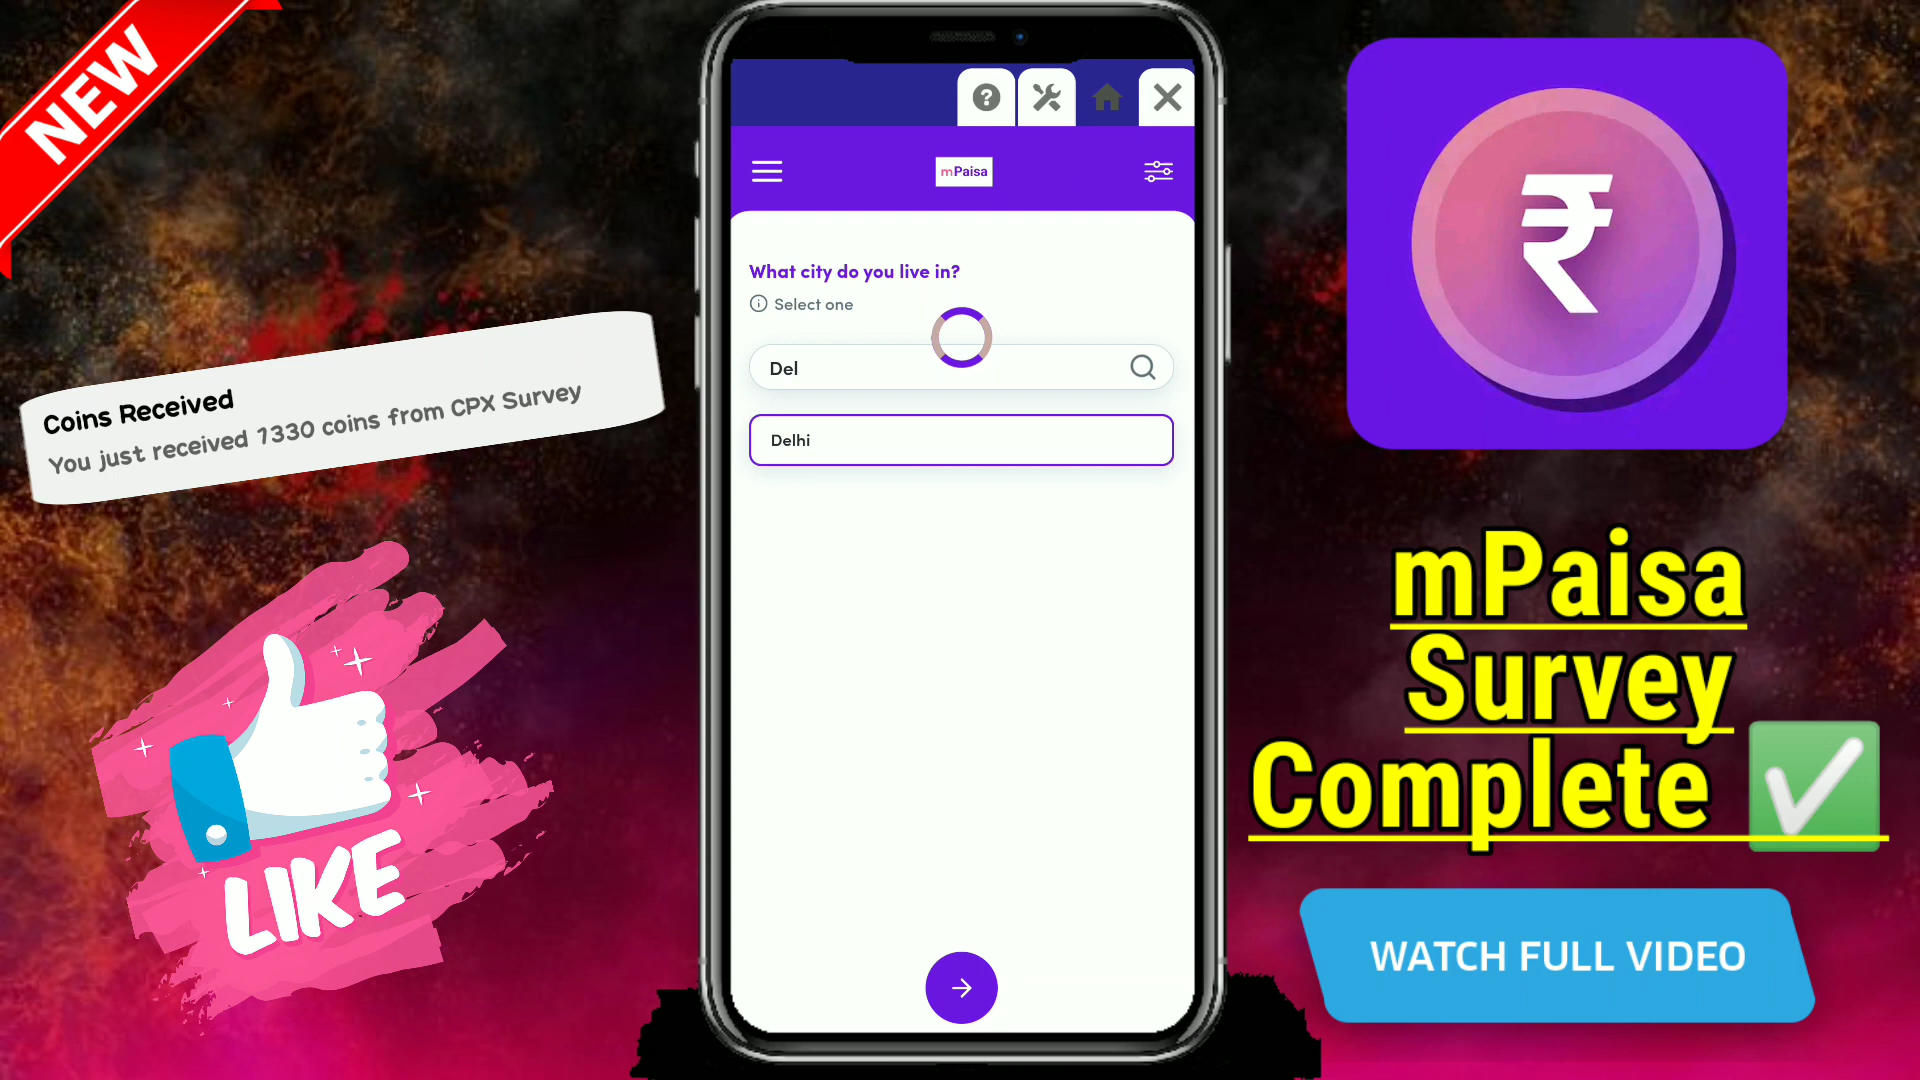 NEW
Coins Received
You just received 1330 coins from CPX Survey
LIKE
mPaisa
What city do you live in?
Select one
Del
Delhi
₹
mPaisa
Survey
Complete ✅
WATCH FULL VIDEO